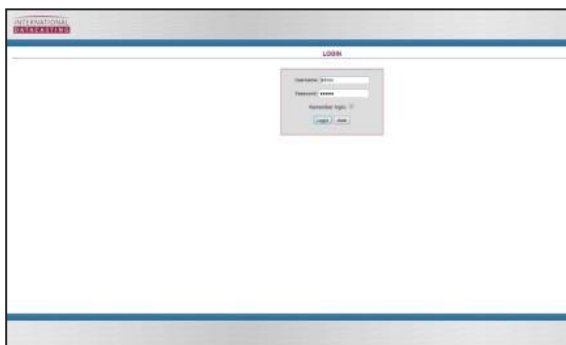 INTERNATIONAL
DATACASTING
LOGIN
Username:
Password: •••••
Remember login:
Login